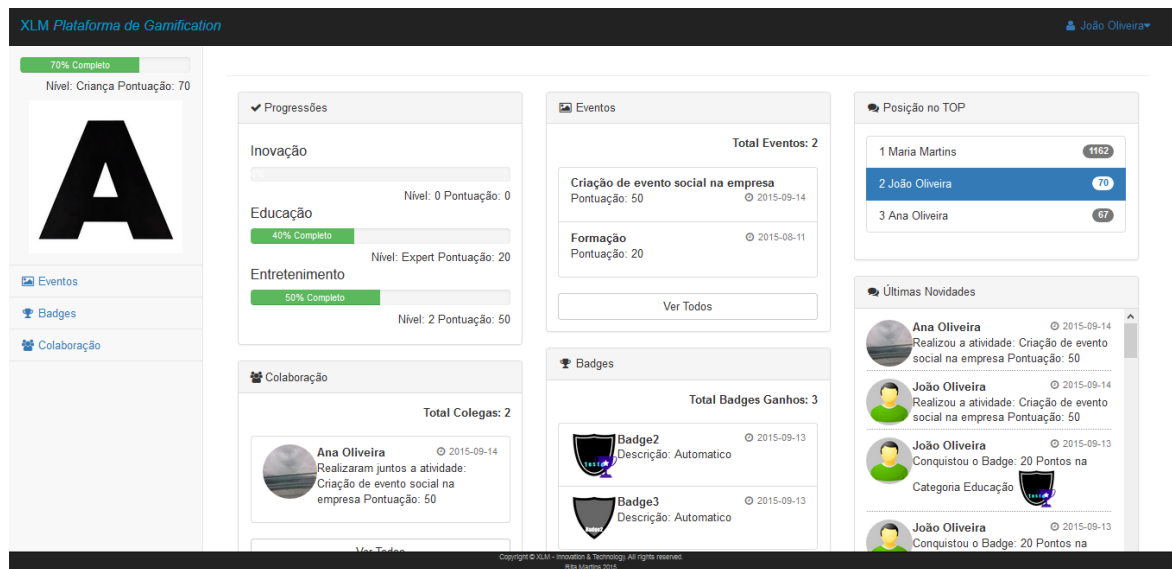 XLM Plataforma de Gamification
João Oliveira
70% Completo
Nível: Criança Pontuação: 70
A
Eventos
Badges
Colaboração
Progressões
Inovação
Nível: 0 Pontuação: 0
Educação
40% Completo
Nível: Expert Pontuação: 20
Entretenimento
50% Completo
Nível: 2 Pontuação: 50
Colaboração
Total Colegas: 2
Ana Oliveira 2015-09-14
Realizaram juntos a atividade:
Criação de evento social na
empresa Pontuação: 50
Ver Todos
Eventos
Total Eventos: 2
Criação de evento social na empresa
Pontuação: 50 2015-09-14
Formação 2015-08-11
Pontuação: 20
Ver Todos
Badges
Total Badges Ganhos: 3
Badge2 2015-09-13
Descrição: Automatico
Badge3 2015-09-13
Descrição: Automatico
Posição no TOP
1 Maria Martins 1162
2 João Oliveira 70
3 Ana Oliveira 67
Últimas Novidades
Ana Oliveira 2015-09-14
Realizou a atividade: Criação de evento
social na empresa Pontuação: 50
João Oliveira 2015-09-14
Realizou a atividade: Criação de evento
social na empresa Pontuação: 50
João Oliveira 2015-09-13
Conquistou o Badge: 20 Pontos na
Categoria Educação
João Oliveira 2015-09-13
Conquistou o Badge: 20 Pontos na
Copyright © XLM - Innovation & Technology. All rights reserved.
Rita Martins 2015